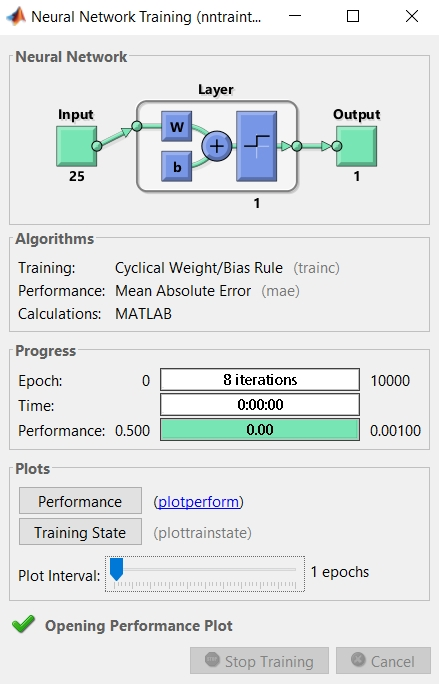 Neural Network Training (nntraint...
Neural Network
Layer
Input
Output
W
b
+
25
1
1
Algorithms
Training: Cyclical Weight/Bias Rule (trainc)
Performance: Mean Absolute Error (mae)
Calculations: MATLAB
Progress
Epoch: 0 8 iterations 10000
Time: 0:00:00
Performance: 0.500 0.00 0.00100
Plots
Performance (plotperform)
Training State (plottrainstate)
Plot Interval: 1 epochs
Opening Performance Plot
Stop Training Cancel